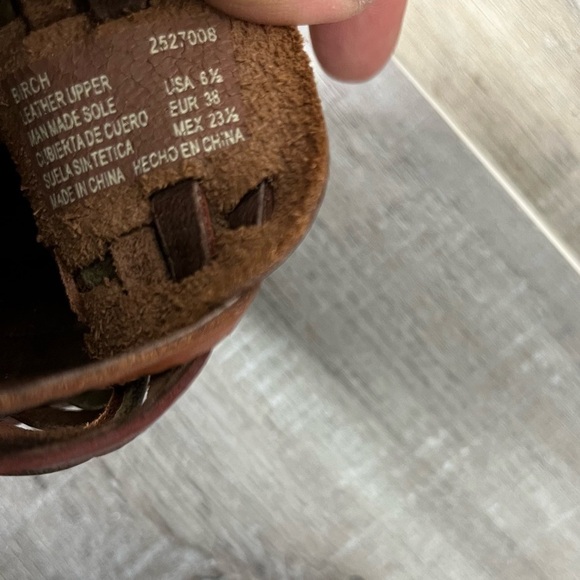 2527008
BIRCH
LEATHER UPPER USA 6½
MAN MADE SOLE EUR 38
CUBIERTA DE CUERO MEX 23½
SUELA SINTETICA
MADE IN CHINA HECHO EN CHINA